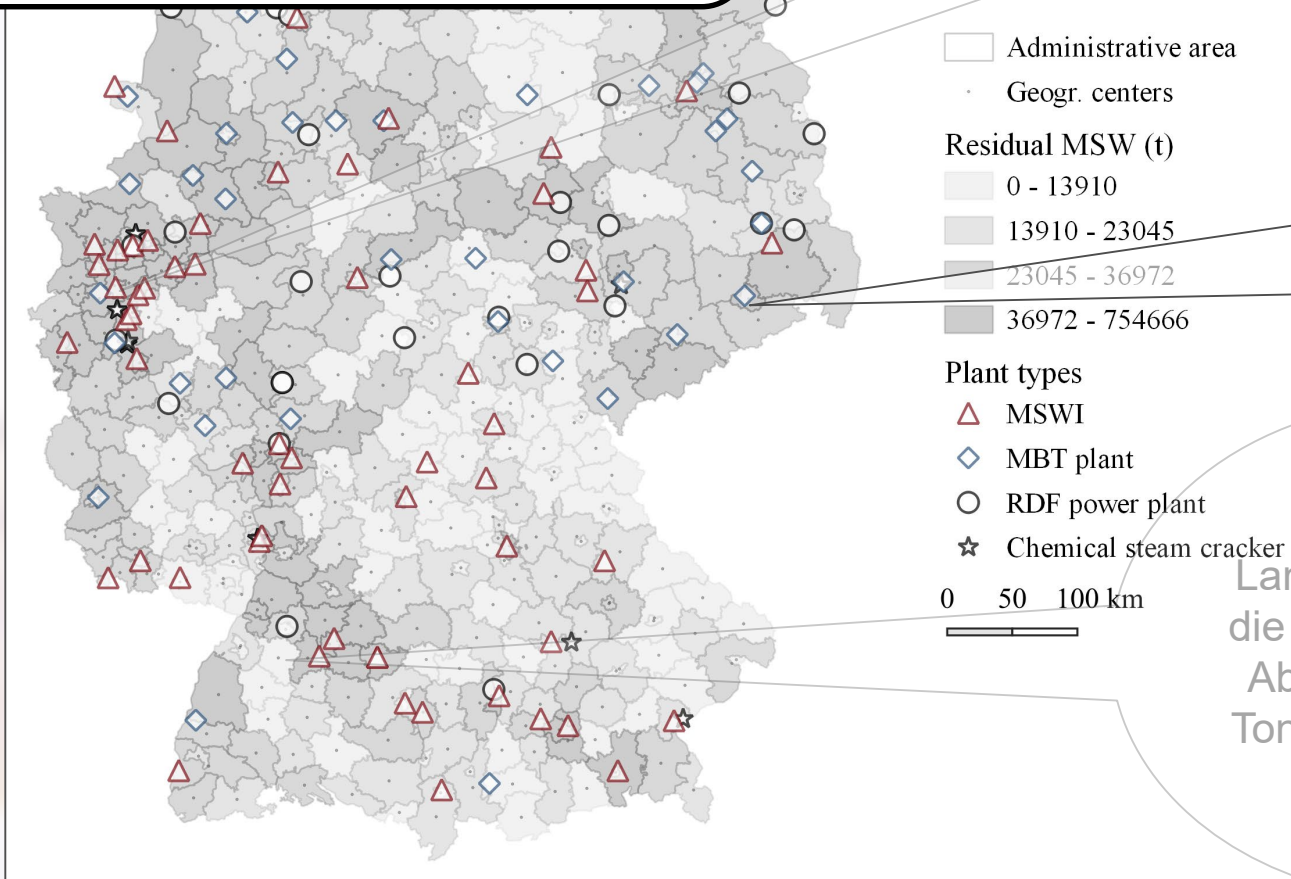 Administrative area
Geogr. centers
Residual MSW (t)
0 - 13910
13910 - 23045
23045 - 36972
36972 - 754666
Plant types
MSWI
MBT plant
RDF power plant
Chemical steam cracker
0 50 100 km
die